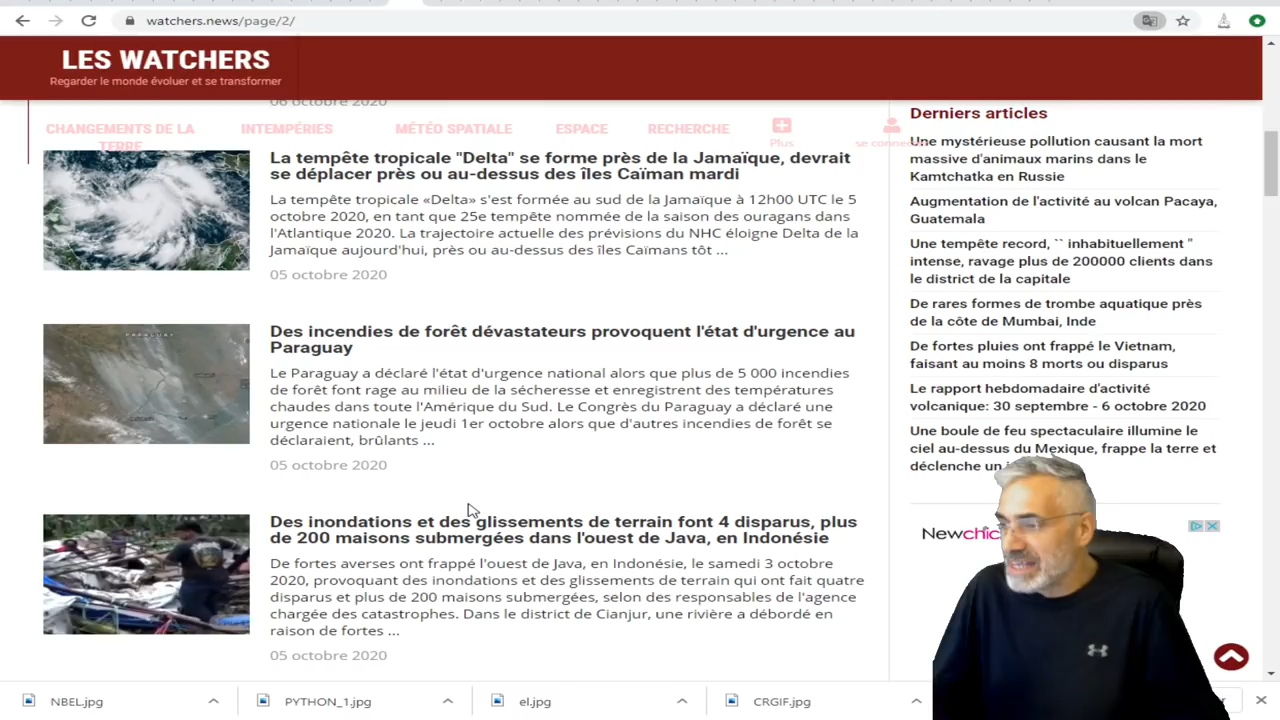 watchers.news/page/2/
LES WATCHERS
Regarder le monde évoluer et se transformer
06 octobre 2020
CHANGEMENTS DE LA
TERRE
INTEMPÉRIES
MÉTÉO SPATIALE
ESPACE
RECHERCHE
Plus
La tempête tropicale "Delta" se forme près de la Jamaïque, devrait
se déplacer près ou au-dessus des îles Caïman mardi
La tempête tropicale «Delta» s'est formée au sud de la Jamaïque à 12h00 UTC le 5
octobre 2020, en tant que 25e tempête nommée de la saison des ouragans dans
l'Atlantique 2020. La trajectoire actuelle des prévisions du NHC éloigne Delta de la
Jamaïque aujourd'hui, près ou au-dessus des îles Caïmans tôt ...
05 octobre 2020
PARAGUAY
Des incendies de forêt dévastateurs provoquent l'état d'urgence au
Paraguay
Le Paraguay a déclaré l'état d'urgence national alors que plus de 5 000 incendies
de forêt font rage au milieu de la sécheresse et enregistrent des températures
chaudes dans toute l'Amérique du Sud. Le Congrès du Paraguay a déclaré une
urgence nationale le jeudi 1er octobre alors que d'autres incendies de forêt se
déclaraient, brûlants ...
05 octobre 2020
Des inondations et des glissements de terrain font 4 disparus, plus
de 200 maisons submergées dans l'ouest de Java, en Indonésie
De fortes averses ont frappé l'ouest de Java, en Indonésie, le samedi 3 octobre
2020, provoquant des inondations et des glissements de terrain qui ont fait quatre
disparus et plus de 200 maisons submergées, selon des responsables de l'agence
chargée des catastrophes. Dans le district de Cianjur, une rivière a débordé en
raison de fortes ...
05 octobre 2020
Derniers articles
Une mystérieuse pollution causant la mort
massive d'animaux marins dans le
Kamtchatka en Russie
Augmentation de l'activité au volcan Pacaya,
Guatemala
Une tempête record, `` inhabituellement "
intense, ravage plus de 200000 clients dans
le district de la capitale
De rares formes de trombe aquatique près
de la côte de Mumbai, Inde
De fortes pluies ont frappé le Vietnam,
faisant au moins 8 morts ou disparus
Le rapport hebdomadaire d'activité
volcanique: 30 septembre - 6 octobre 2020
Une boule de feu spectaculaire illumine le
ciel au-dessus du Mexique, frappe la terre et
déclenche un
Newchic
NBEL.jpg
PYTHON_1.jpg
el.jpg
CRGIF.jpg